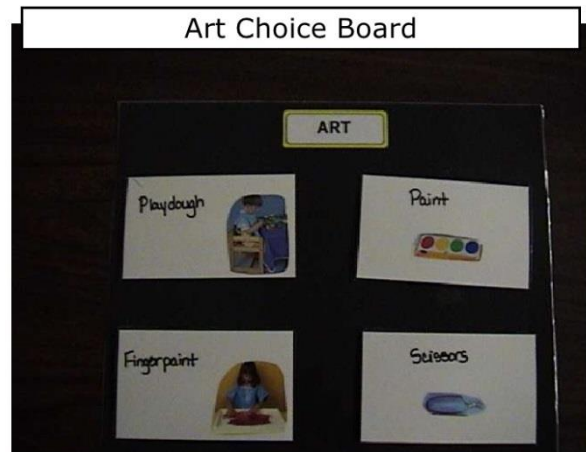 Art Choice Board
ART
Playdough
Paint
Fingerpaint
Scissors